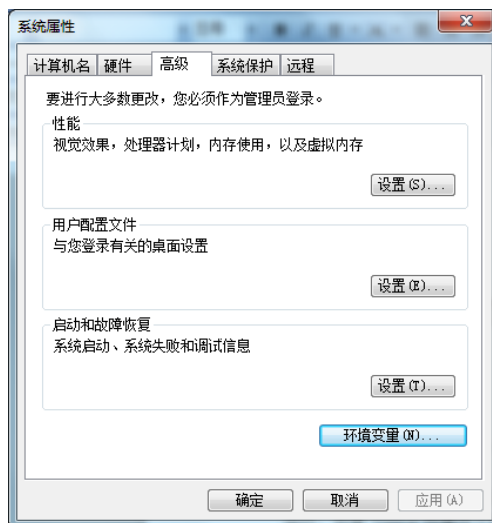 系统属性
计算机名 硬件 高级 系统保护 远程
要进行大多数更改，您必须作为管理员登录。
性能
视觉效果，处理器计划，内存使用，以及虚拟内存
设置(S)...
用户配置文件
与您登录有关的桌面设置
设置(E)...
启动和故障恢复
系统启动、系统失败和调试信息
设置(T)...
环境变量(N)...
确定 取消 应用(A)